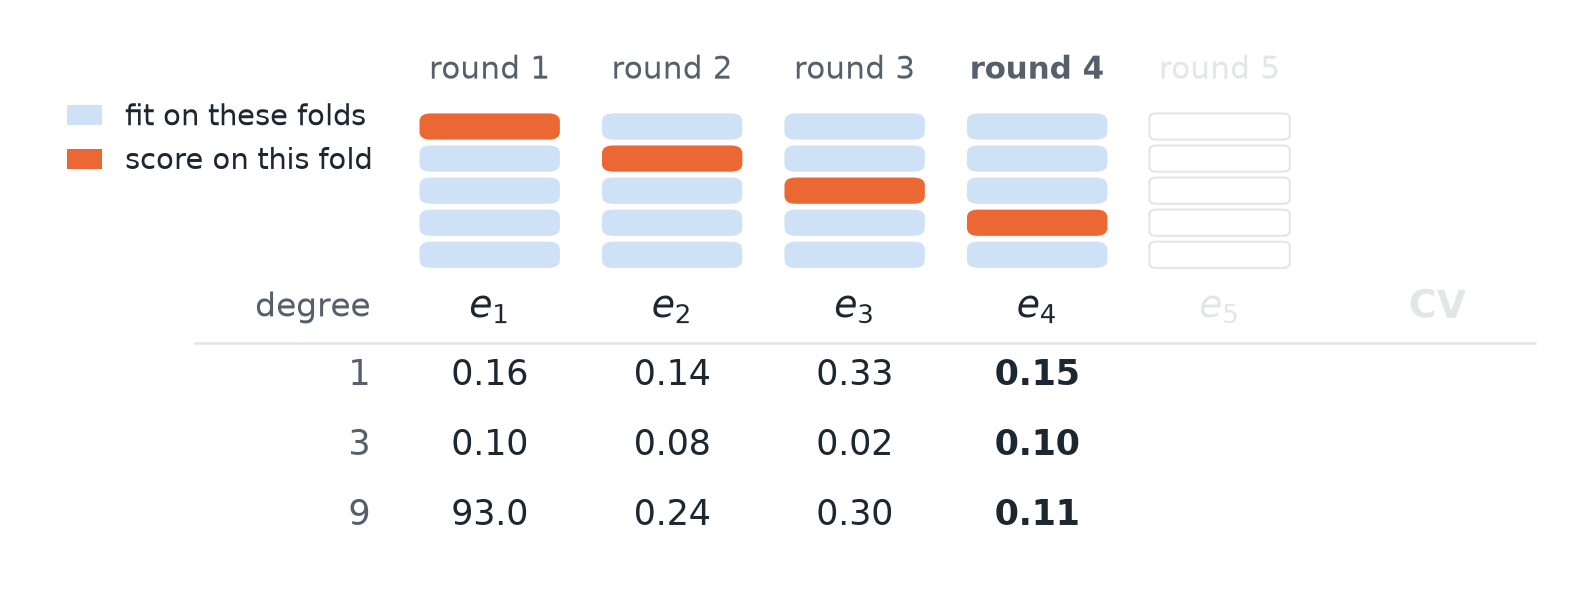 round 1 round 2 round 3 round 4 round 5
fit on these folds
score on this fold
degree e₁ e₂ e₃ e₄ e₅ CV
1 0.16 0.14 0.33 0.15
3 0.10 0.08 0.02 0.10
9 93.0 0.24 0.30 0.11